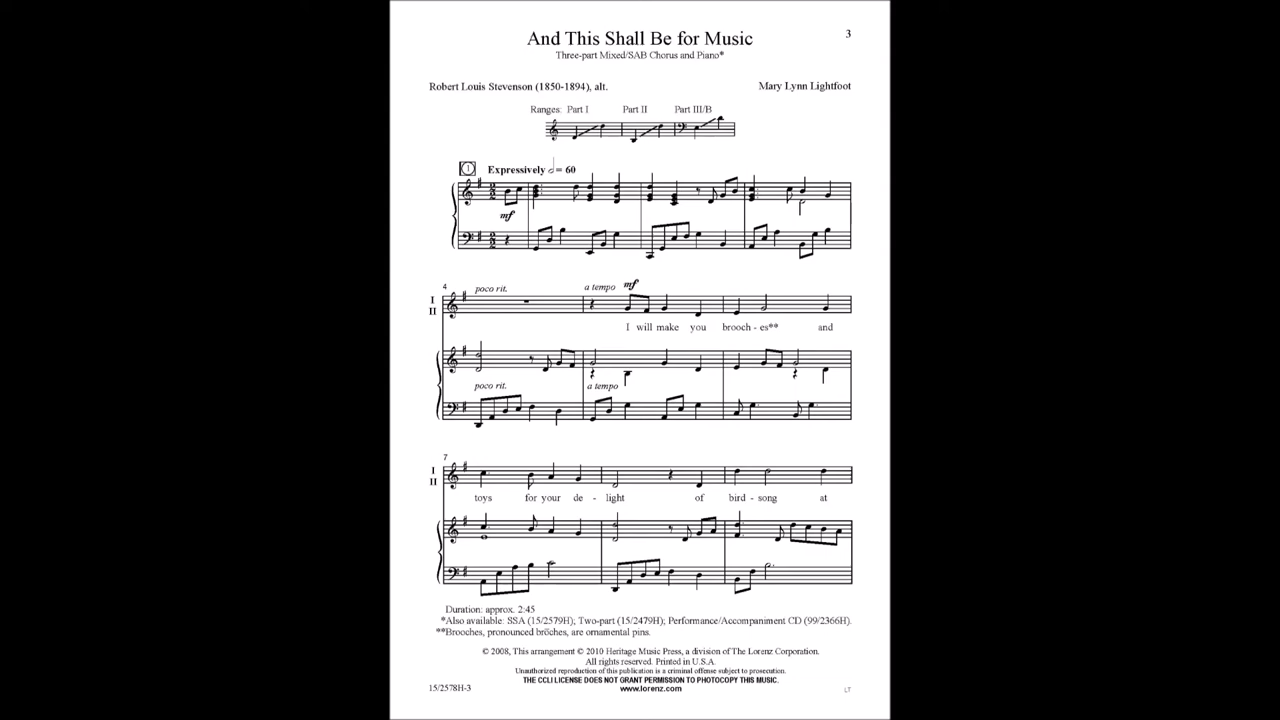 And This Shall Be for Music
3
Three-part Mixed/SAB Chorus and Piano*
Robert Louis Stevenson (1850-1894), alt.
Mary Lynn Lightfoot
Ranges: Part I Part II Part III/B
1 Expressively = 60
mf
4 poco rit. a tempo mf
I
II
I will make you brooch - es** and
poco rit. a tempo
7
I
II
toys for your de - light of bird - song at
Duration: approx. 2:45
*Also available: SSA (15/2579H); Two-part (15/2479H); Performance/Accompaniment CD (99/2366H).
**Brooches, pronounced brōches, are ornamental pins.
© 2008, This arrangement © 2010 Heritage Music Press, a division of The Lorenz Corporation.
All rights reserved. Printed in U.S.A.
Unauthorized reproduction of this publication is a criminal offense subject to prosecution.
THE CCLI LICENSE DOES NOT GRANT PERMISSION TO PHOTOCOPY THIS MUSIC.
15/2578H-3
www.lorenz.com
LT